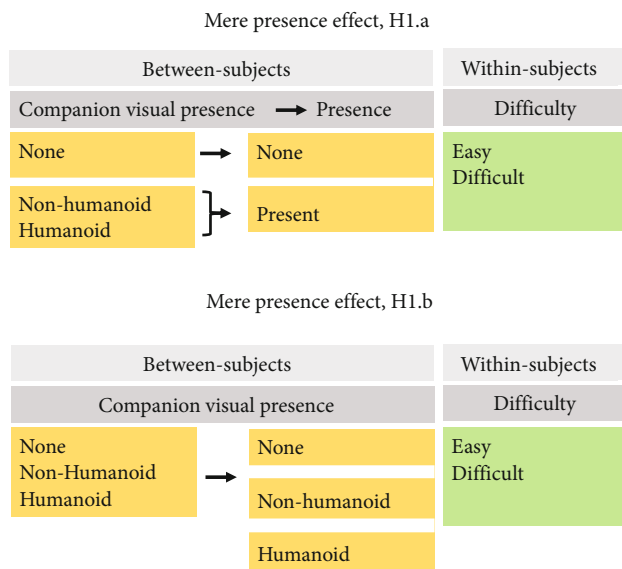 Mere presence effect, H1.a
Between-subjects
Within-subjects
Companion visual presence
Presence
Difficulty
None
None
Easy
Difficult
Non-humanoid
Humanoid
Present
Mere presence effect, H1.b
Between-subjects
Within-subjects
Companion visual presence
Difficulty
None
Non-Humanoid
Humanoid
None
Non-humanoid
Humanoid
Easy
Difficult